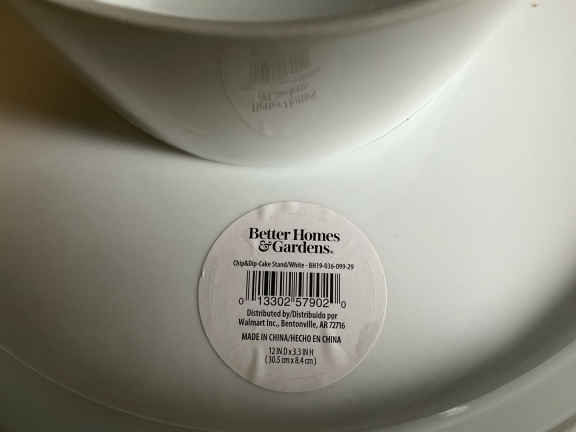 Better Homes
&Gardens®
Chip&Dip-Cake Stand/White - BH19-036-099-29
0 13302 57902 0
Distributed by/Distribuido por
Walmart Inc., Bentonville, AR 72716
MADE IN CHINA/HECHO EN CHINA
12 IN D x 3.3 IN H
( 30.5 cm x 8.4 cm )